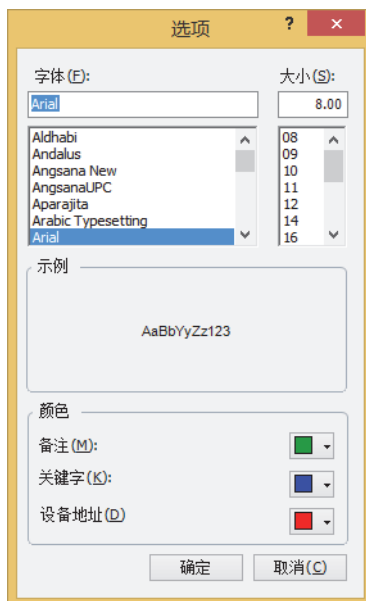 选项
?
×
字体(F):
大小(S):
Arial
8.00
Aldhabi
Andalus
Angsana New
AngsanaUPC
Aparajita
Arabic Typesetting
Arial
08
09
10
11
12
14
16
示例
AaBbYyZz123
颜色
备注(M):
关键字(K):
设备地址(D)
确定
取消(C)